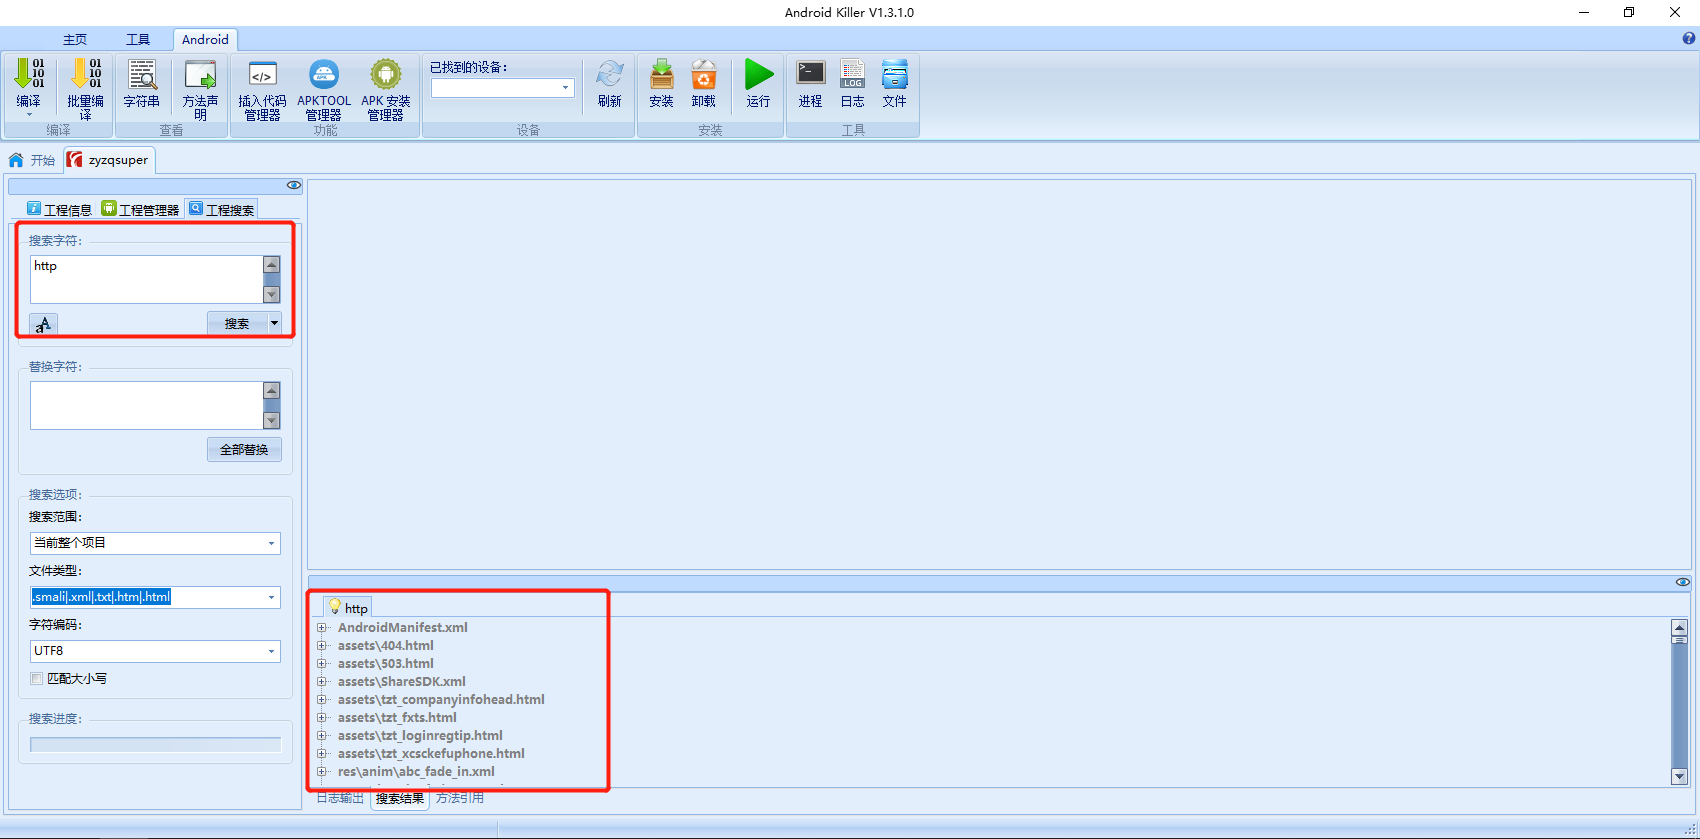 Android Killer V1.3.1.0
主页 工具 Android
编译 批量编译 字符串 方法声明 插入代码管理器 APKTOOL管理器 APK 安装管理器 已找到的设备: 刷新 安装 卸载 运行 进程 日志 文件
编译 查看 功能 设备 安装 工具
开始 zyzqsuper
工程信息 工程管理器 工程搜索
搜索字符:
http
搜索
替换字符:
全部替换
搜索选项:
搜索范围:
当前整个项目
文件类型:
.smali|.xml|.txt|.htm|.html
字符编码:
UTF8
匹配大小写
搜索进度:
http
AndroidManifest.xml
assets\404.html
assets\503.html
assets\ShareSDK.xml
assets\tzt_companyinfohead.html
assets\tzt_fxts.html
assets\tzt_loginregtip.html
assets\tzt_xcsckefuphone.html
res\anim\abc_fade_in.xml
日志输出 搜索结果 方法引用